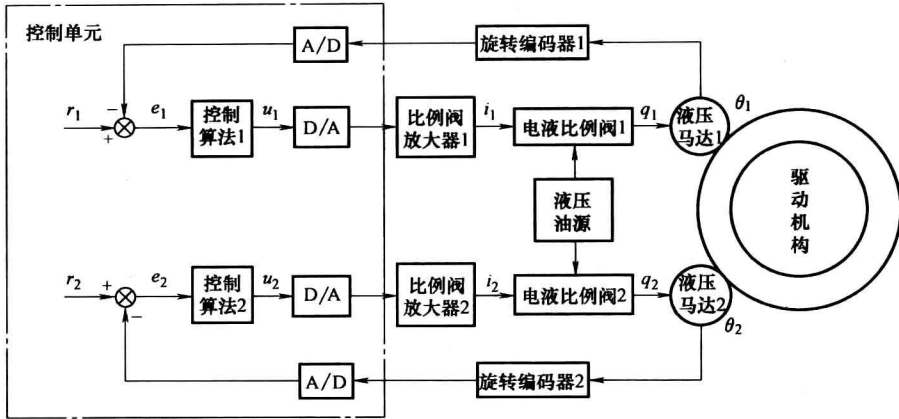 控制单元
A/D
旋转编码器1
−
r₁
+
e₁
控制
算法1
u₁
D/A
比例阀
放大器1
i₁
电液比例阀1
q₁
液压
马达1
θ₁
液压
油源
驱
动
机
构
r₂
+
−
e₂
控制
算法2
u₂
D/A
比例阀
放大器2
i₂
电液比例阀2
q₂
液压
马达2
θ₂
A/D
旋转编码器2